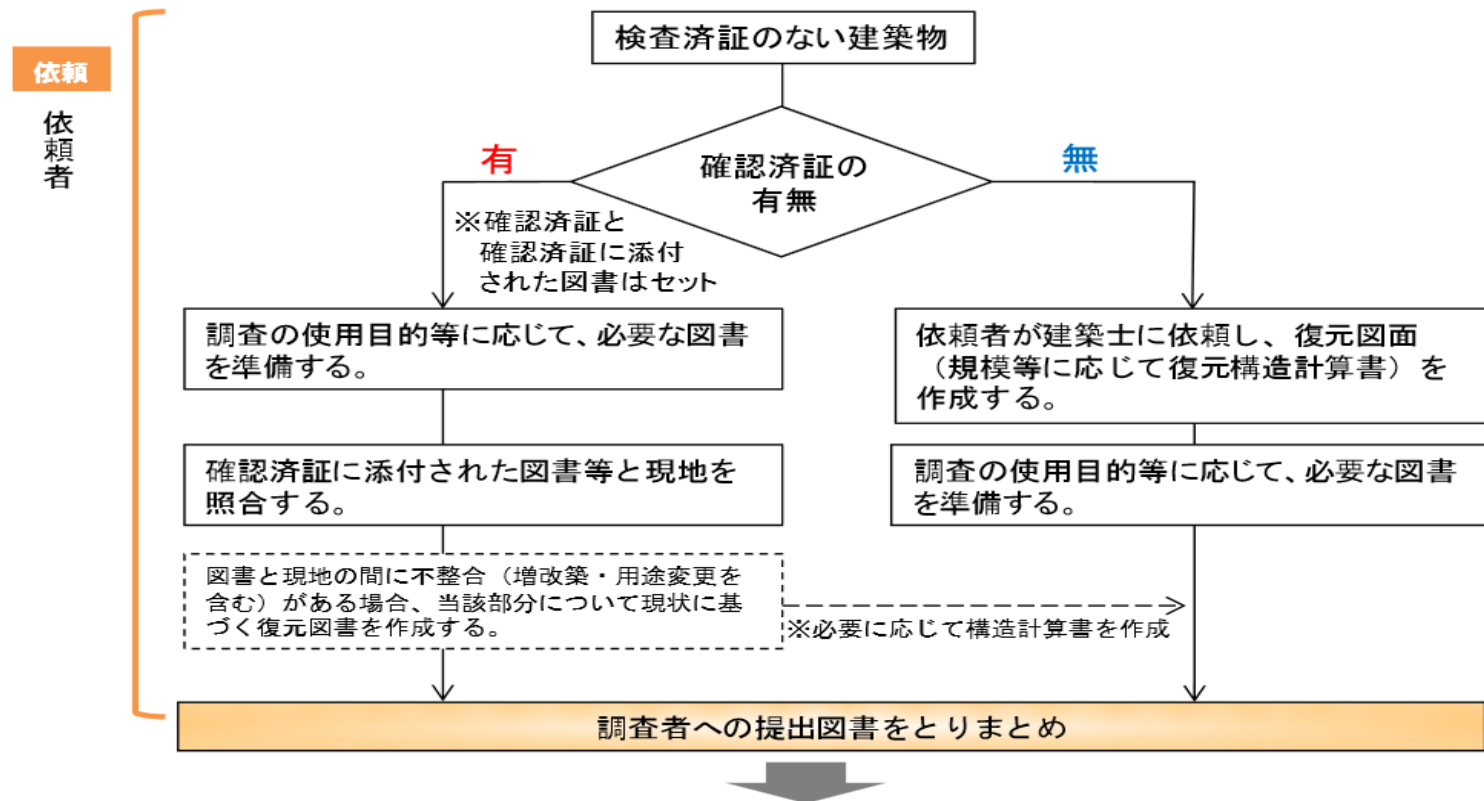 検査済証のない建築物
依頼
依頼者
有
確認済証の
有無
無
※確認済証と
確認済証に添付
された図書はセット
調査の使用目的等に応じて、必要な図書
を準備する。
依頼者が建築士に依頼し、復元図面
（規模等に応じて復元構造計算書）を
作成する。
確認済証に添付された図書等と現地を
照合する。
調査の使用目的等に応じて、必要な図書
を準備する。
図書と現地の間に不整合（増改築・用途変更を
含む）がある場合、当該部分について現状に基
づく復元図書を作成する。
※必要に応じて構造計算書を作成
調査者への提出図書をとりまとめ